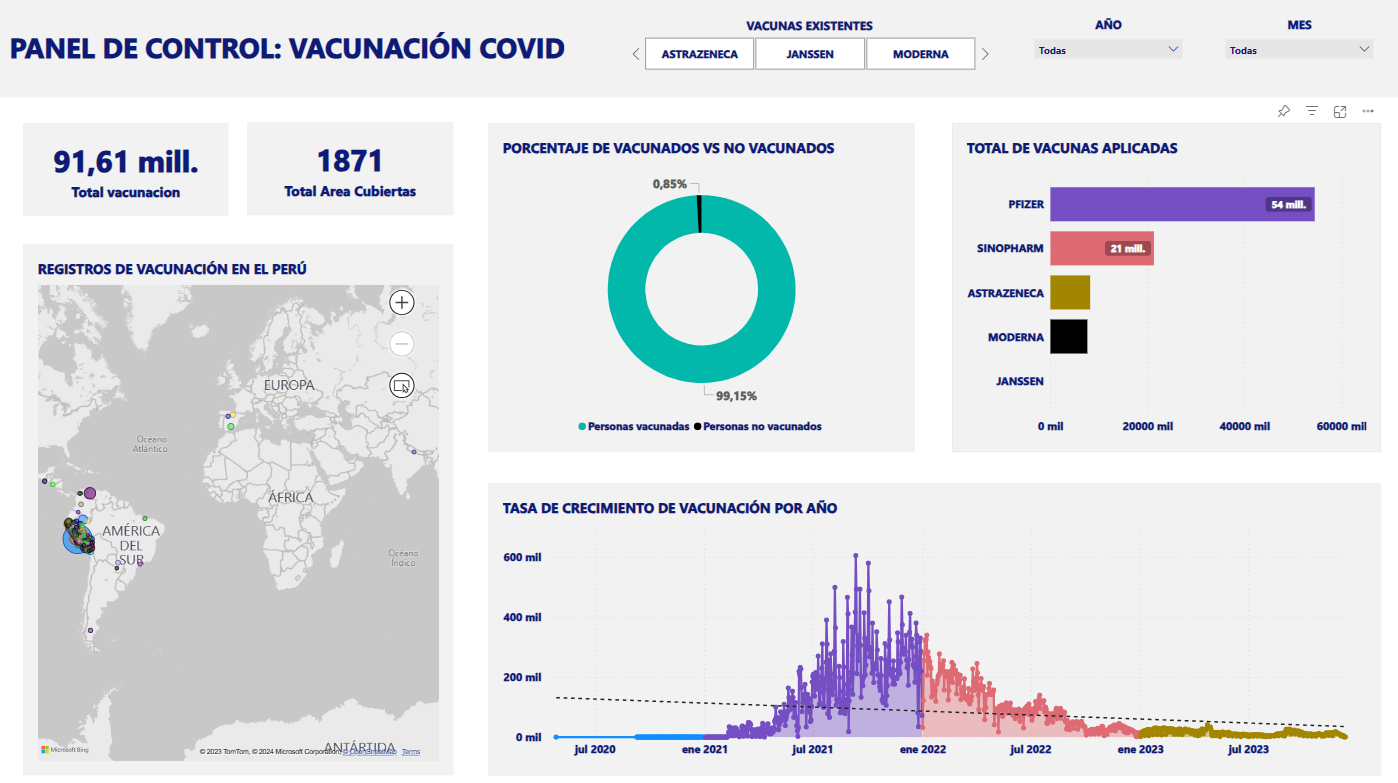 PANEL DE CONTROL: VACUNACIÓN COVID
VACUNAS EXISTENTES
ASTRAZENECA
JANSSEN
MODERNA
AÑO
Todas
MES
Todas
91,61 mill.
Total vacunacion
1871
Total Area Cubiertas
REGISTROS DE VACUNACIÓN EN EL PERÚ
EUROPA
Océano
Atlántico
ÁFRICA
AMÉRICA
DEL
SUR
Océano
Índico
ANTÁRTIDA
Microsoft Bing
© 2023 TomTom, © 2024 Microsoft Corporation, © OpenStreetMap Terms
PORCENTAJE DE VACUNADOS VS NO VACUNADOS
0,85%
99,15%
Personas vacunadas
Personas no vacunados
TOTAL DE VACUNAS APLICADAS
PFIZER
54 mill.
SINOPHARM
21 mill.
ASTRAZENECA
MODERNA
JANSSEN
0 mil
20000 mil
40000 mil
60000 mil
TASA DE CRECIMIENTO DE VACUNACIÓN POR AÑO
600 mil
400 mil
200 mil
0 mil
jul 2020
ene 2021
jul 2021
ene 2022
jul 2022
ene 2023
jul 2023